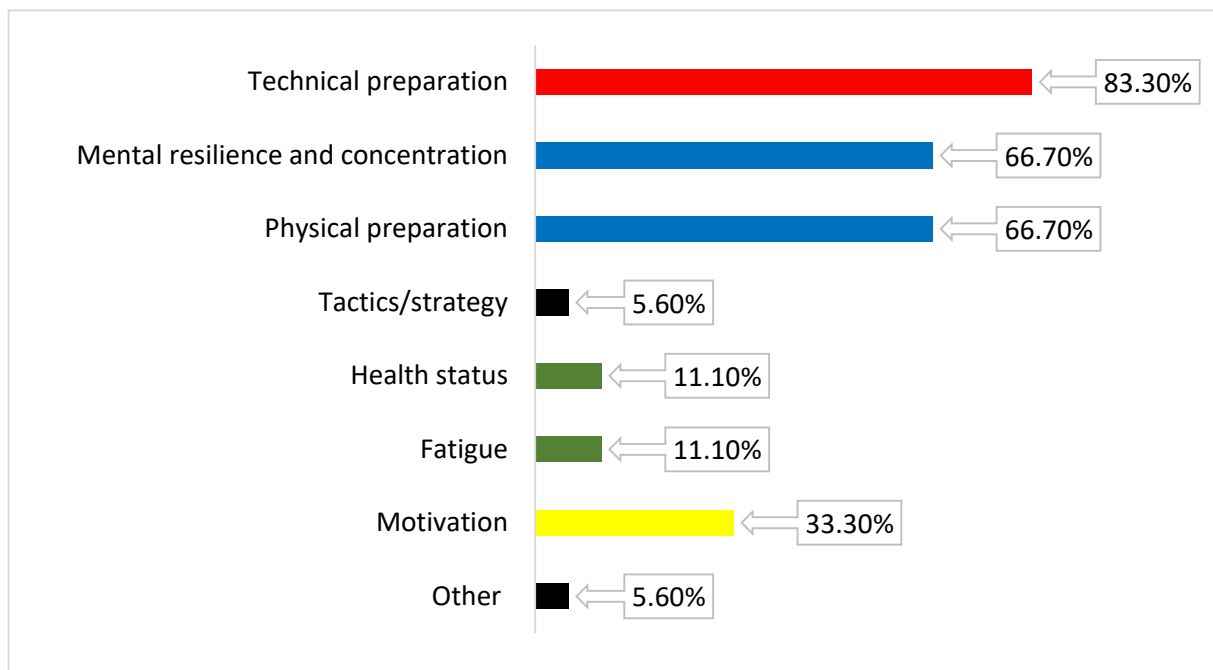 Technical preparation
83.30%
Mental resilience and concentration
66.70%
Physical preparation
66.70%
Tactics/strategy
5.60%
Health status
11.10%
Fatigue
11.10%
Motivation
33.30%
Other
5.60%